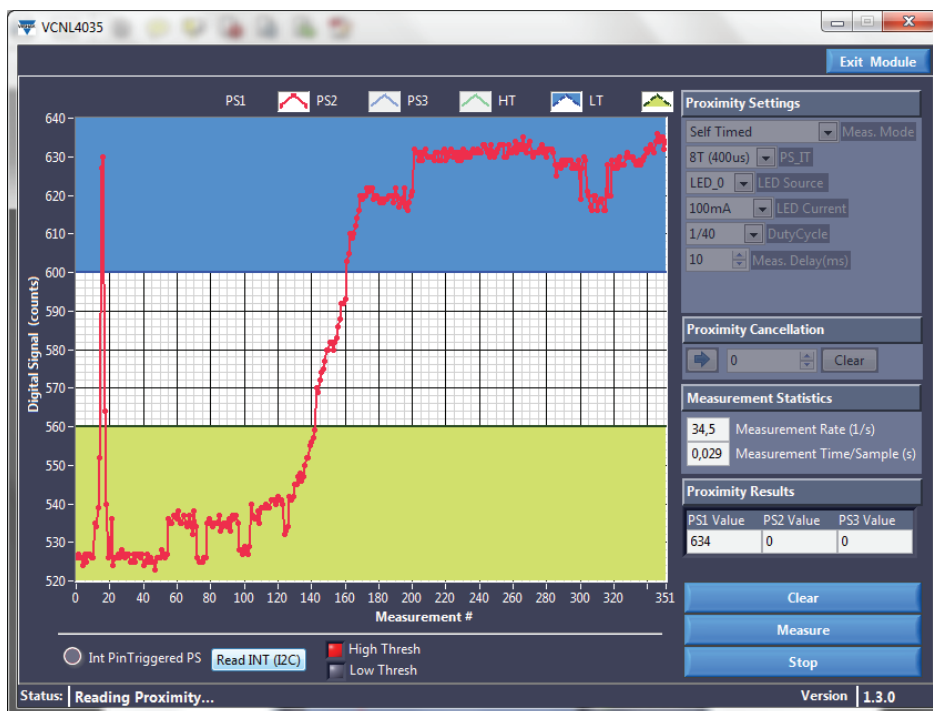 VCNL4035
Exit Module
PS1 PS2 PS3 HT LT
Digital Signal (counts)
640
630
620
610
600
590
580
570
560
550
540
530
520
0 20 40 60 80 100 120 140 160 180 200 220 240 260 280 300 320 351
Measurement #
Proximity Settings
Self Timed Meas. Mode
8T (400us) PS_IT
LED_0 LED Source
100mA LED Current
1/40 DutyCycle
10 Meas. Delay(ms)
Proximity Cancellation
0 Clear
Measurement Statistics
34,5 Measurement Rate (1/s)
0,029 Measurement Time/Sample (s)
Proximity Results
PS1 Value PS2 Value PS3 Value
634 0 0
Clear
Measure
Stop
Int PinTriggered PS Read INT (I2C) High Thresh
Low Thresh
Status: Reading Proximity... Version 1.3.0